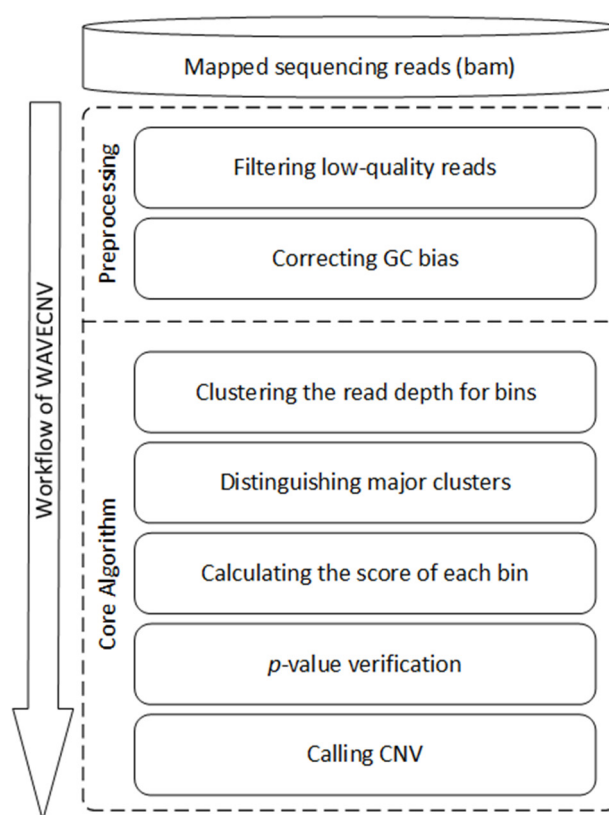 Mapped sequencing reads (bam)
Workflow of WAVECNV
Preprocessing
Filtering low-quality reads
Correcting GC bias
Core Algorithm
Clustering the read depth for bins
Distinguishing major clusters
Calculating the score of each bin
p-value verification
Calling CNV